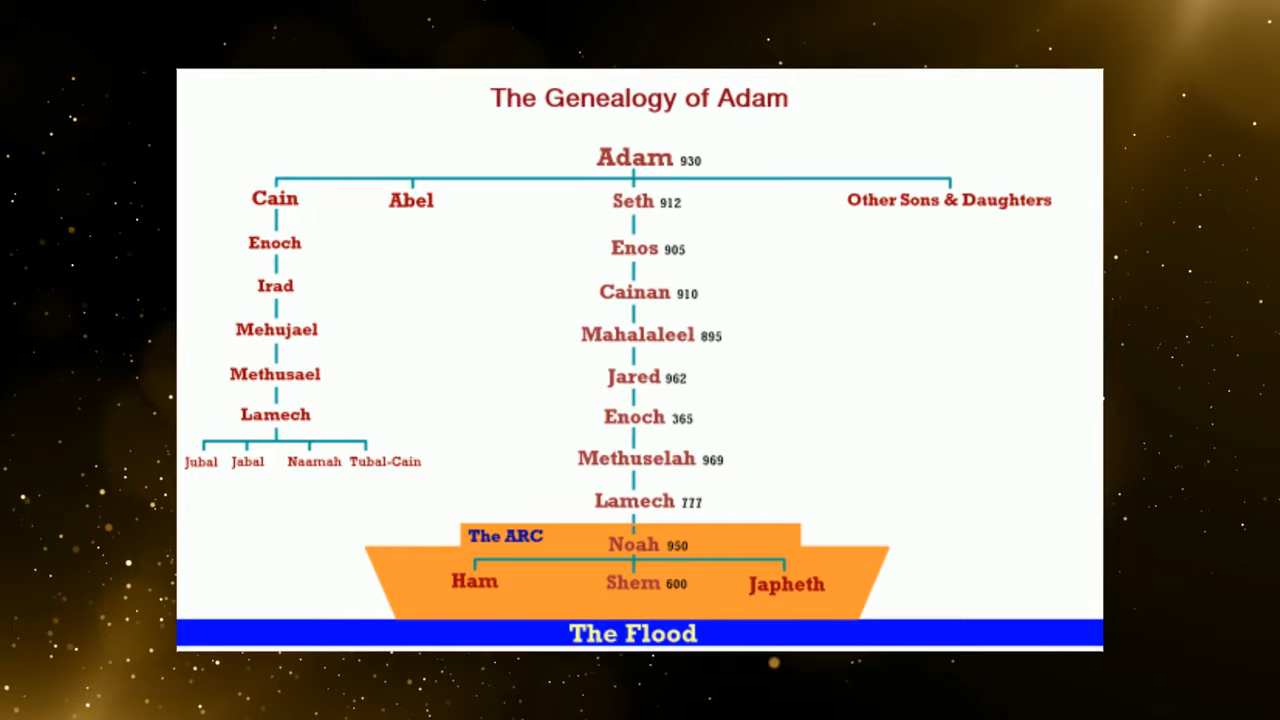 The Genealogy of Adam
Adam 930
Cain Abel Seth 912 Other Sons & Daughters
Enoch Enos 905
Irad Cainan 910
Mehujael Mahalaleel 895
Methusael Jared 962
Lamech Enoch 365
Jubal Jabal Naamah Tubal-Cain Methuselah 969
Lamech 777
The ARC Noah 950
Ham Shem 600 Japheth
The Flood